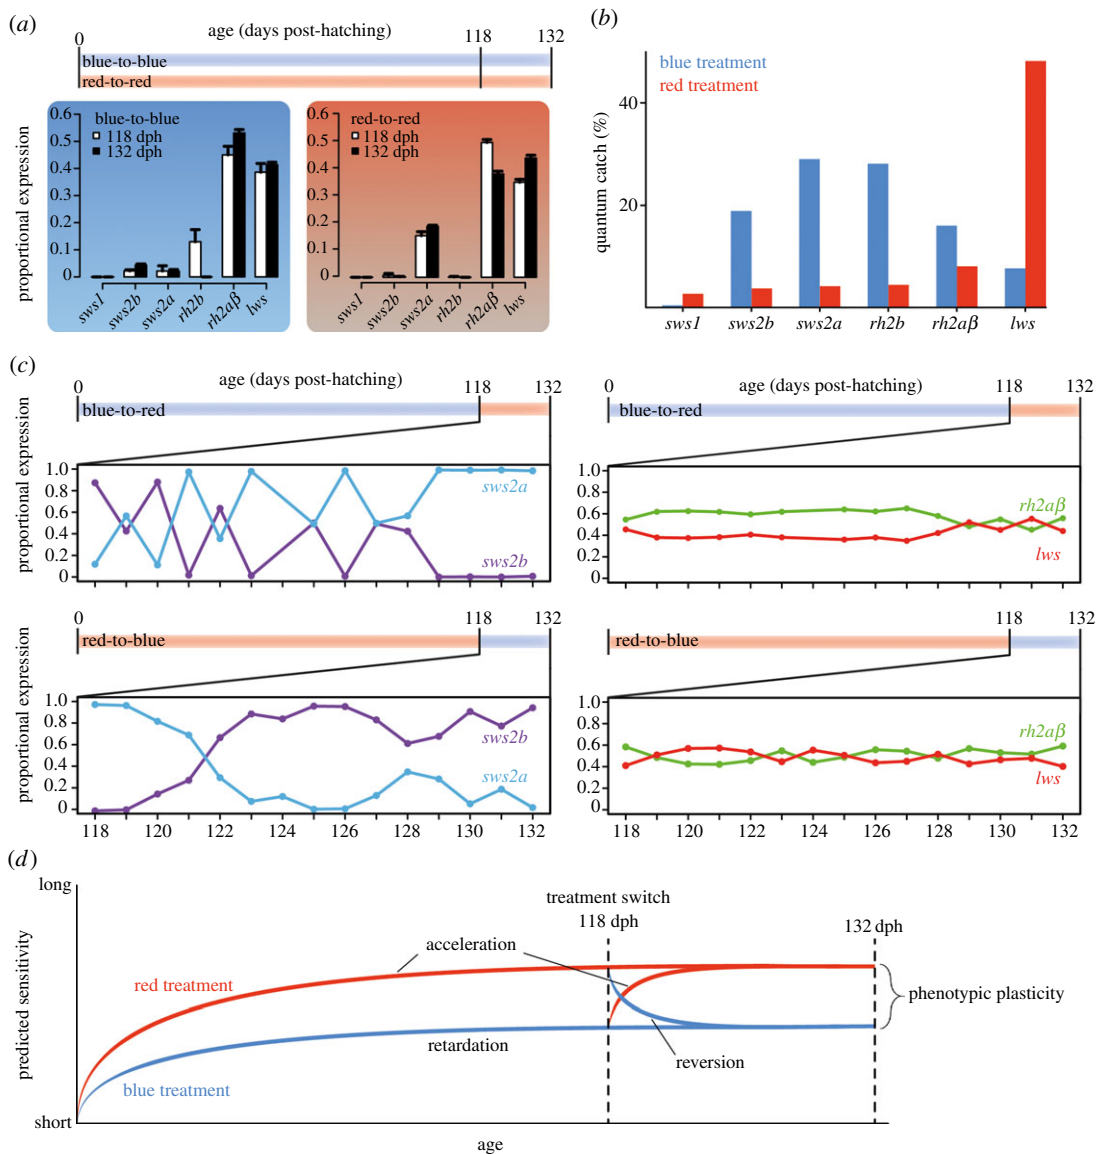 (a)
age (days post-hatching)
0 118 132
blue-to-blue
red-to-red
proportional expression
blue-to-blue
118 dph
132 dph
0.6
0.5
0.4
0.3
0.2
0.1
0
sws1 sws2b sws2a rh2b rh2aβ lws
red-to-red
118 dph
132 dph
0.6
0.5
0.4
0.3
0.2
0.1
0
sws1 sws2b sws2a rh2b rh2aβ lws
(b)
blue treatment
red treatment
quantum catch (%)
40
20
sws1 sws2b sws2a rh2b rh2aβ lws
(c)
0 age (days post-hatching) 118 132
blue-to-red
proportional expression
1.0
0.8
0.6
0.4
0.2
0
sws2a
sws2b
0 age (days post-hatching) 118 132
blue-to-red
1.0
0.8
0.6
0.4
0.2
0
rh2aβ
lws
0 118 132
red-to-blue
proportional expression
1.0
0.8
0.6
0.4
0.2
0
sws2b
sws2a
118 120 122 124 126 128 130 132
0 118 132
red-to-blue
1.0
0.8
0.6
0.4
0.2
0
rh2aβ
lws
118 120 122 124 126 128 130 132
(d)
long
predicted sensitivity
short
treatment switch
118 dph
132 dph
acceleration
red treatment
phenotypic plasticity
retardation
reversion
blue treatment
age